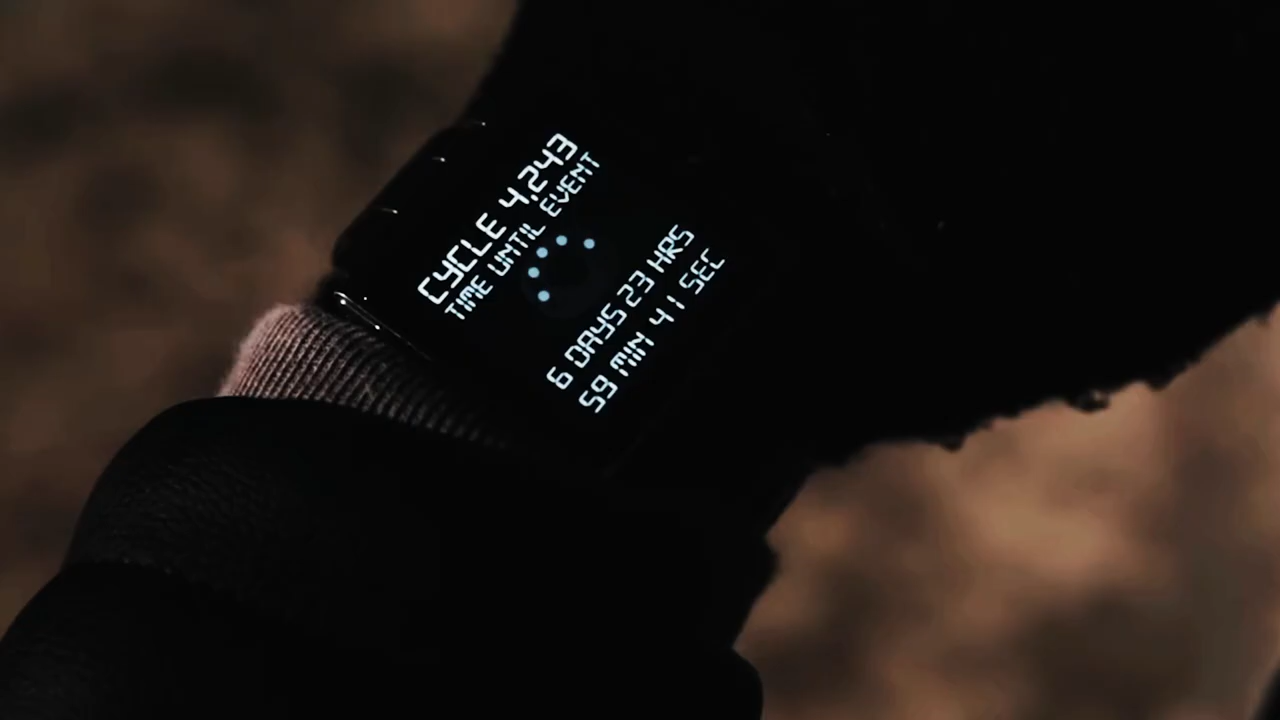 CYCLE 4,243
TIME UNTIL EVENT
6 DAYS 23 HRS
59 MIN 41 SEC